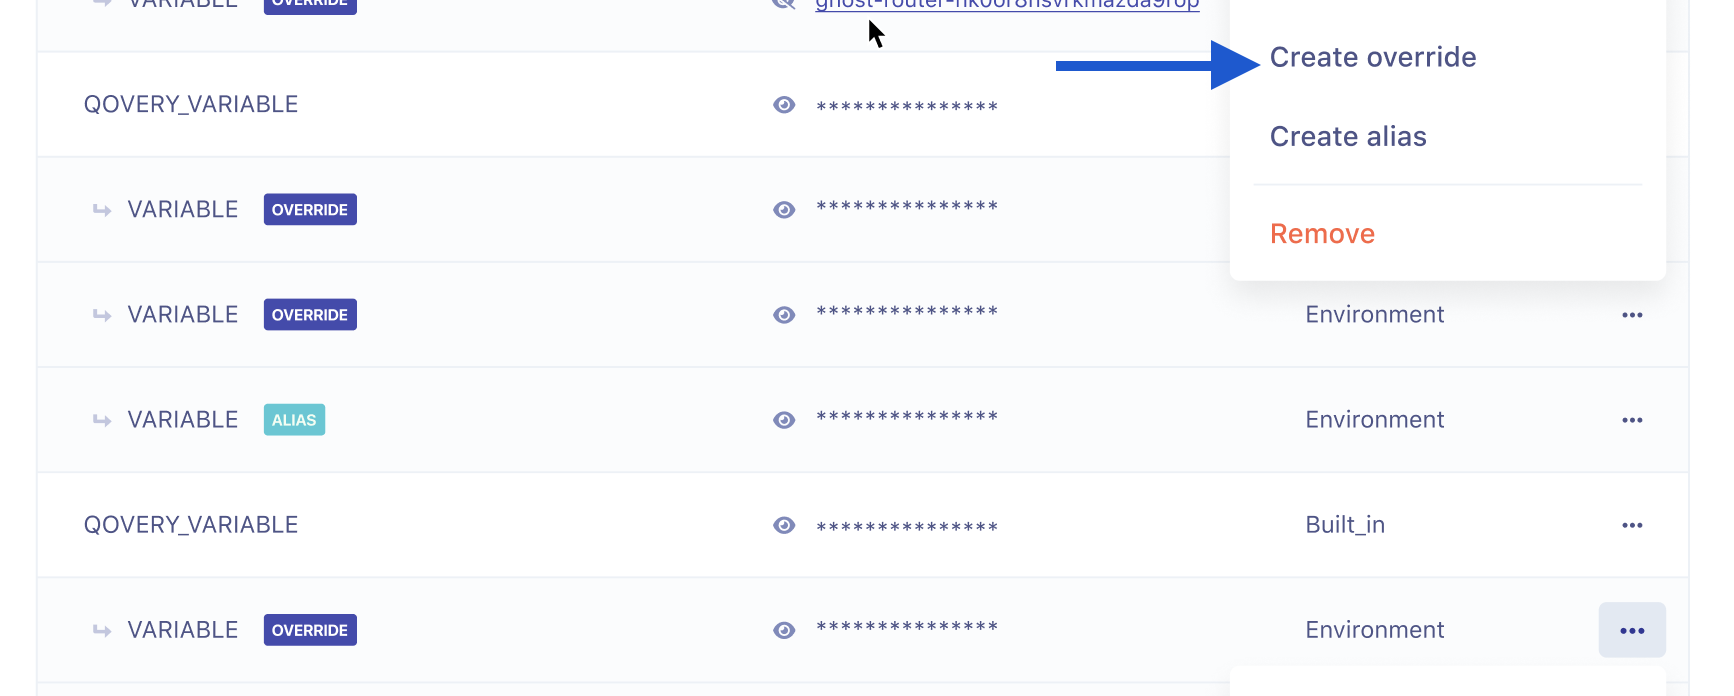 VARIABLE OVERRIDE
Create override
QOVERY_VARIABLE ***************
Create alias
VARIABLE OVERRIDE ***************
Remove
VARIABLE OVERRIDE *************** Environment ...
VARIABLE ALIAS *************** Environment ...
QOVERY_VARIABLE *************** Built_in ...
VARIABLE OVERRIDE *************** Environment ...